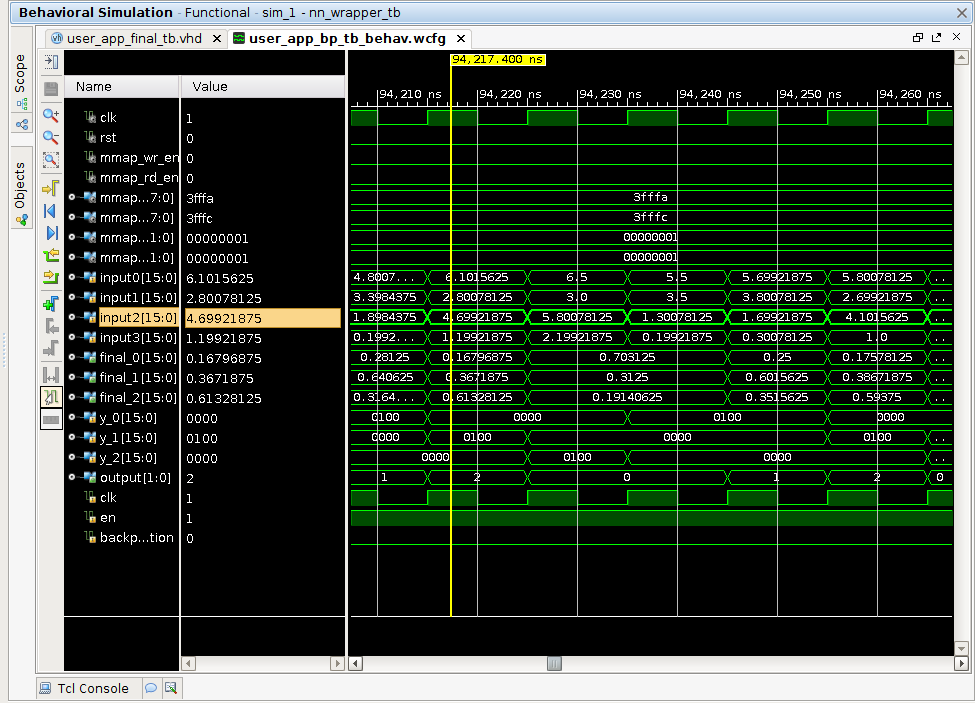 Behavioral Simulation - Functional - sim_1 - nn_wrapper_tb
user_app_final_tb.vhd user_app_bp_tb_behav.wcfg
Scope
Objects
94,217.400 ns
Name Value
94,210 ns 94,220 ns 94,230 ns 94,240 ns 94,250 ns 94,260 ns
clk 1
rst 0
mmap_wr_en 0
mmap_rd_en 0
mmap...7:0] 3fffa 3fffa
mmap...7:0] 3fffc 3fffc
mmap...1:0] 00000001 00000001
mmap...1:0] 00000001 00000001
input0[15:0] 6.1015625 4.8007... 6.1015625 6.5 5.5 5.69921875 5.80078125 ..
input1[15:0] 2.80078125 3.3984375 2.80078125 3.0 3.5 3.80078125 2.69921875 ..
input2[15:0] 4.69921875 1.8984375 4.69921875 5.80078125 1.30078125 1.69921875 4.1015625 ..
input3[15:0] 1.19921875 0.1992... 1.19921875 2.19921875 0.19921875 0.30078125 1.0 ..
final_0[15:0] 0.16796875 0.28125 0.16796875 0.703125 0.25 0.17578125 ..
final_1[15:0] 0.3671875 0.640625 0.3671875 0.3125 0.6015625 0.38671875 ..
final_2[15:0] 0.61328125 0.3164... 0.61328125 0.19140625 0.3515625 0.59375 ..
y_0[15:0] 0000 0100 0000 0100 0000
y_1[15:0] 0100 0000 0100 0000 0100 ..
y_2[15:0] 0000 0000 0100 0000 ..
output[1:0] 2 1 2 0 1 2 0
clk 1
en 1
backp...tion 0
Tcl Console